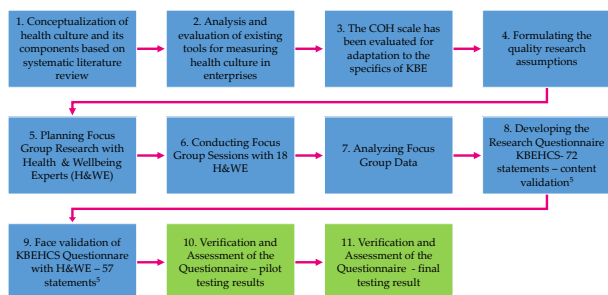 1. Conceptualization of
health culture and its
components based on
systematic literature
review
2. Analysis and
evaluation of existing
tools for measuring
health culture in
enterprises
3. The COH scale has
been evaluated for
adaptation to the
specifics of KBE
4. Formulating the
quality research
assumptions
5. Planning Focus
Group Research with
Health & Wellbeing
Experts (H&WE)
6. Conducting Focus
Group Sessions with 18
H&WE
7. Analyzing Focus
Group Data
8. Developing the
Research Questionnaire
KBEHCS- 72
statements – content
validation⁵
9. Face validation of
KBEHCS Questionnare
with H&WE – 57
statements⁵
10. Verification and
Assessment of the
Questionnaire – pilot
testing results
11. Verification and
Assessment of the
Questionnaire - final
testing result